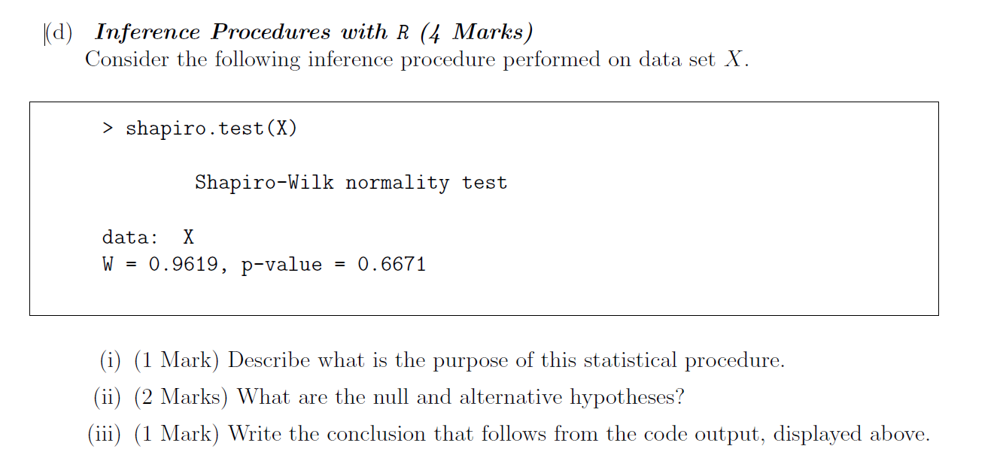 (d) Inference Procedures with R (4 Marks)
Consider the following inference procedure performed on data set X.
> shapiro.test(X)
Shapiro-Wilk normality test
data: X
W = 0.9619, p-value = 0.6671
(i) (1 Mark) Describe what is the purpose of this statistical procedure.
(ii) (2 Marks) What are the null and alternative hypotheses?
(iii) (1 Mark) Write the conclusion that follows from the code output, displayed above.